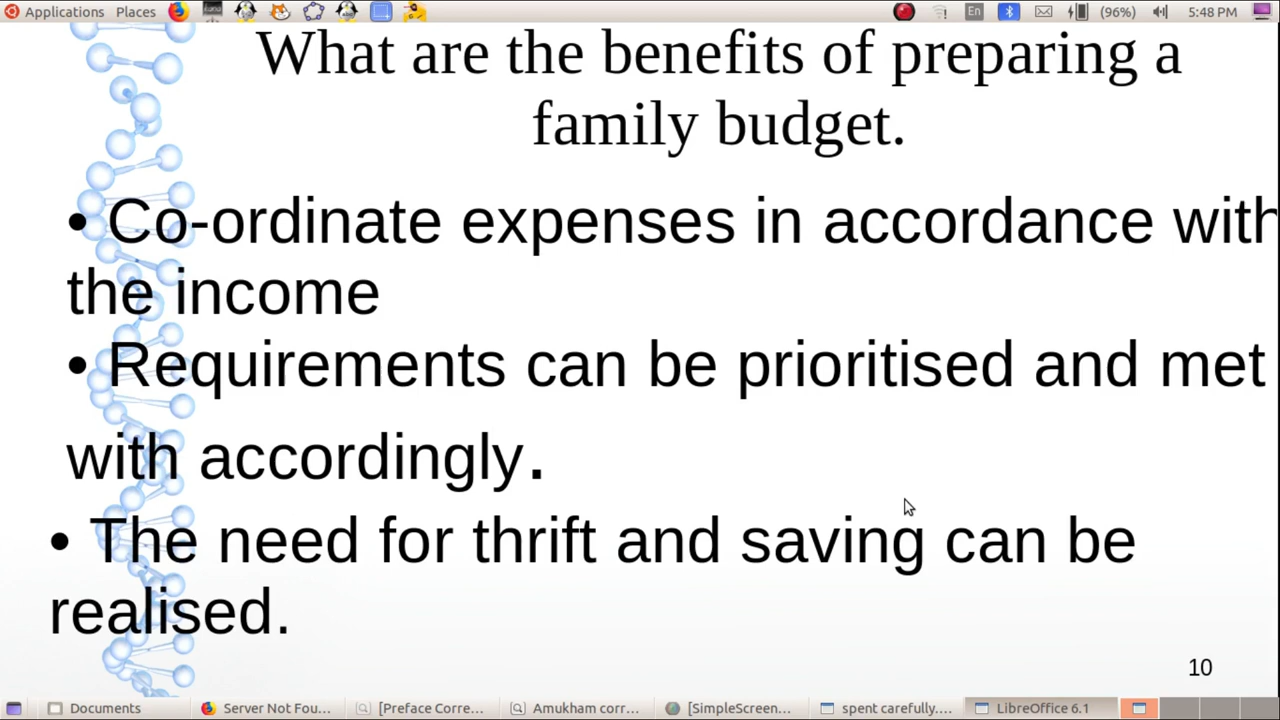 Applications Places En (96%) 5:48 PM
What are the benefits of preparing a
family budget.
• Co-ordinate expenses in accordance with
the income
• Requirements can be prioritised and met
with accordingly.
• The need for thrift and saving can be
realised.
10
Documents Server Not Fou... [Preface Corre... Amukham corr... [SimpleScreen... spent carefully.... LibreOffice 6.1